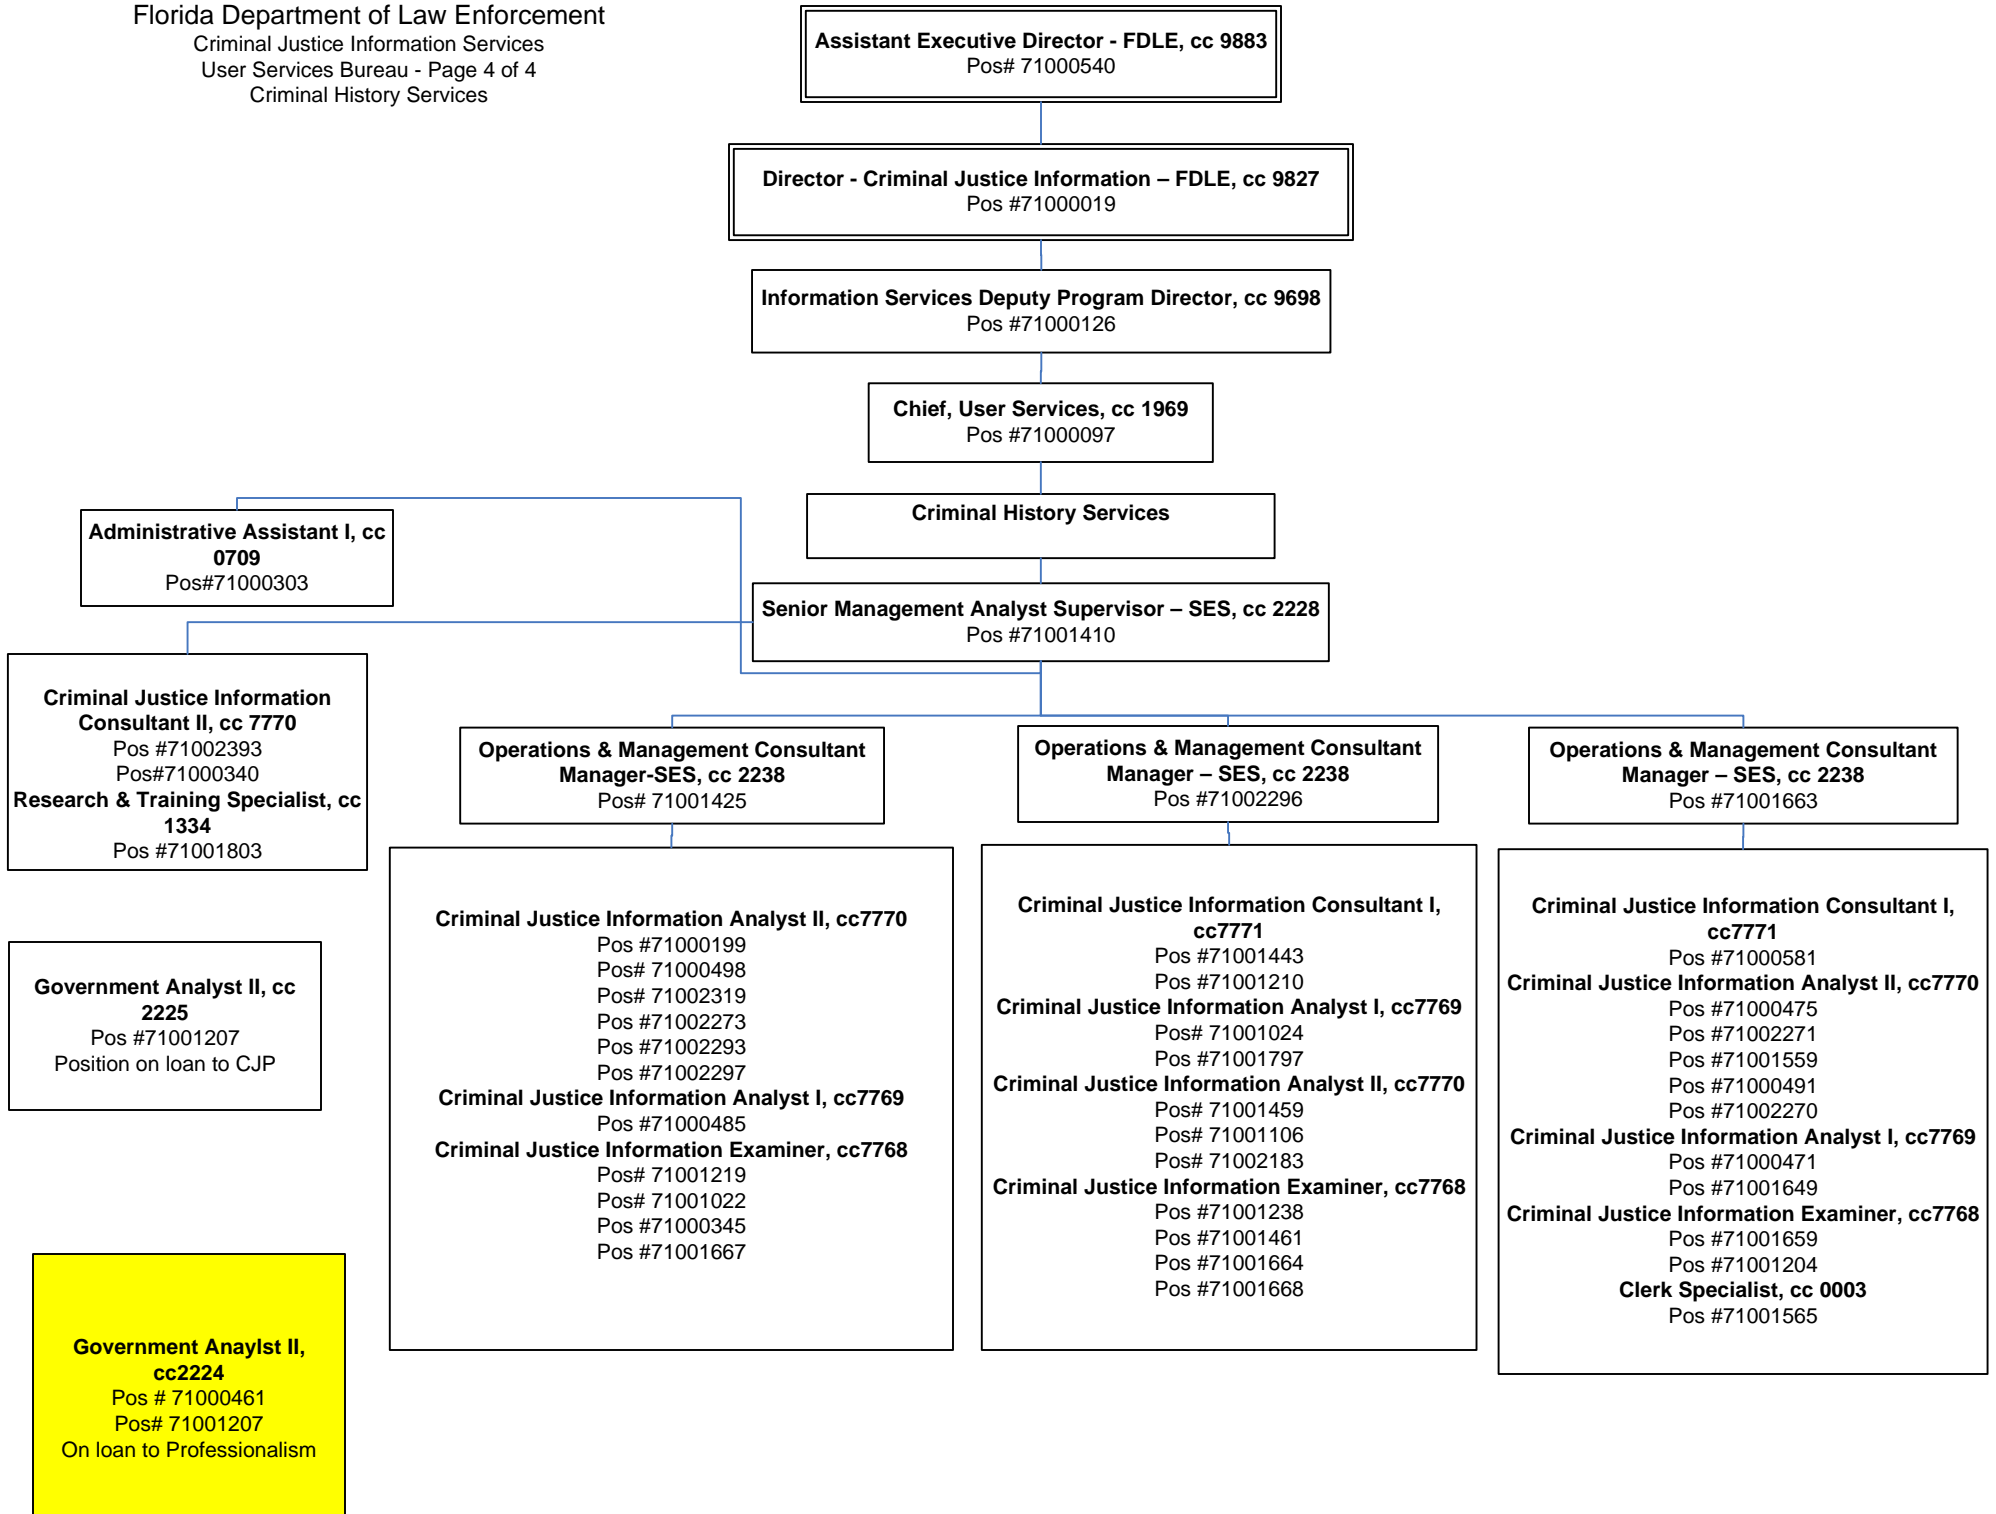 Florida Department of Law Enforcement
Criminal Justice Information Services
User Services Bureau - Page 4 of 4
Criminal History Services
Assistant Executive Director - FDLE, cc 9883
Pos# 71000540
Director - Criminal Justice Information – FDLE, cc 9827
Pos #71000019
Information Services Deputy Program Director, cc 9698
Pos #71000126
Chief, User Services, cc 1969
Pos #71000097
Criminal History Services
Administrative Assistant I, cc
0709
Pos#71000303
Senior Management Analyst Supervisor – SES, cc 2228
Pos #71001410
Criminal Justice Information
Consultant II, cc 7770
Pos #71002393
Pos#71000340
Research & Training Specialist, cc
1334
Pos #71001803
Operations & Management Consultant
Manager-SES, cc 2238
Pos# 71001425
Operations & Management Consultant
Manager – SES, cc 2238
Pos #71002296
Operations & Management Consultant
Manager – SES, cc 2238
Pos #71001663
Criminal Justice Information Analyst II, cc7770
Pos #71000199
Pos# 71000498
Pos #71002319
Pos #71002273
Pos #71002293
Pos #71002297
Criminal Justice Information Analyst I, cc7769
Pos #71000485
Criminal Justice Information Examiner, cc7768
Pos# 71001219
Pos# 71001022
Pos #71000345
Pos #71001667
Criminal Justice Information Consultant I,
cc7771
Pos #71001443
Pos #71001210
Criminal Justice Information Analyst I, cc7769
Pos# 71001024
Pos #71001797
Criminal Justice Information Analyst II, cc7770
Pos# 71001459
Pos# 71001106
Pos# 71002183
Criminal Justice Information Examiner, cc7768
Pos #71001238
Pos #71001461
Pos #71001664
Pos #71001668
Criminal Justice Information Consultant I,
cc7771
Pos #71000581
Criminal Justice Information Analyst II, cc7770
Pos #71000475
Pos #71002271
Pos #71001559
Pos #71000491
Pos #71002270
Criminal Justice Information Analyst I, cc7769
Pos #71000471
Pos #71001649
Criminal Justice Information Examiner, cc7768
Pos #71001659
Pos #71001204
Clerk Specialist, cc 0003
Pos #71001565
Government Analyst II, cc
2225
Pos #71001207
Position on loan to CJP
Government Anaylst II,
cc2224
Pos # 71000461
Pos# 71001207
On loan to Professionalism